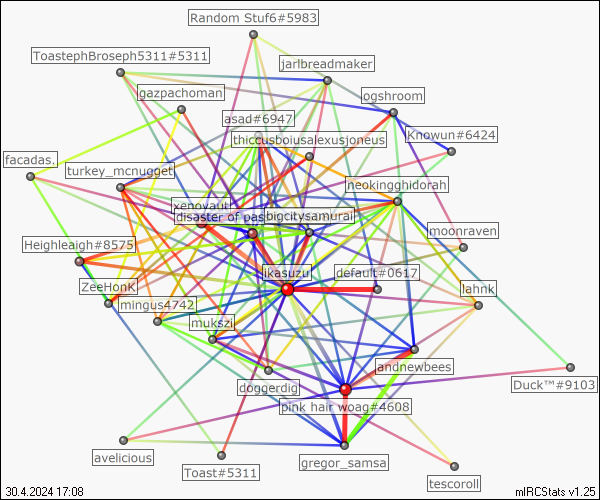 Random Stuf6#5983
ToastephBroseph5311#5311
jarlbreadmaker
gazpachoman
ogshroom
asad#6947
thiccusboiusalexusjoneus
Knowun#6424
facadas.
turkey_mcnugget
neokingghidorah
xenovaut
disaster of pas
bigcitysamurai
moonraven
Heighleagh#8575
ikasuzu
default#0617
ZeeHonK
lahnk
mingus4742
mukszi
andnewbees
doggerdig
Duck™#9103
pink hair woag#4608
avelicious
gregor_samsa
Toast#5311
tescoroll
30.4.2024 17:08
mIRCStats v1.25